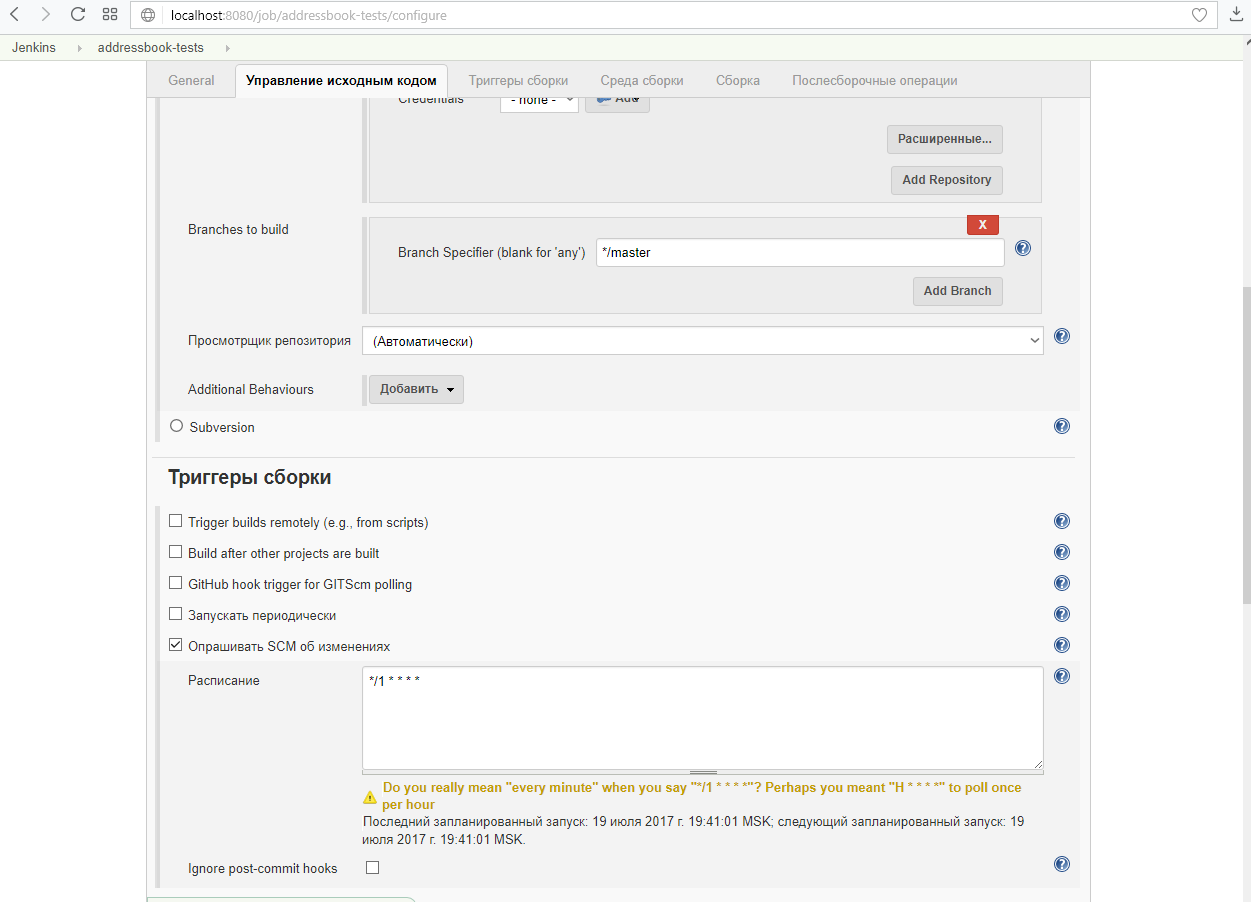 localhost:8080/job/addressbook-tests/configure
Jenkins
addressbook-tests
General
Управление исходным кодом
Триггеры сборки
Среда сборки
Сборка
Послесборочные операции
Credentials
- none -
Add
Расширенные...
Add Repository
Branches to build
X
Branch Specifier (blank for 'any')
*/master
Add Branch
Просмотрщик репозитория
(Автоматически)
Additional Behaviours
Добавить
Subversion
Триггеры сборки
Trigger builds remotely (e.g., from scripts)
Build after other projects are built
GitHub hook trigger for GITScm polling
Запускать периодически
Опрашивать SCM об изменениях
Расписание
*/1 * * * *
Do you really mean "every minute" when you say "*/1 * * * *"? Perhaps you meant "H * * * *" to poll once
per hour
Последний запланированный запуск: 19 июля 2017 г. 19:41:01 MSK; следующий запланированный запуск: 19
июля 2017 г. 19:41:01 MSK.
Ignore post-commit hooks